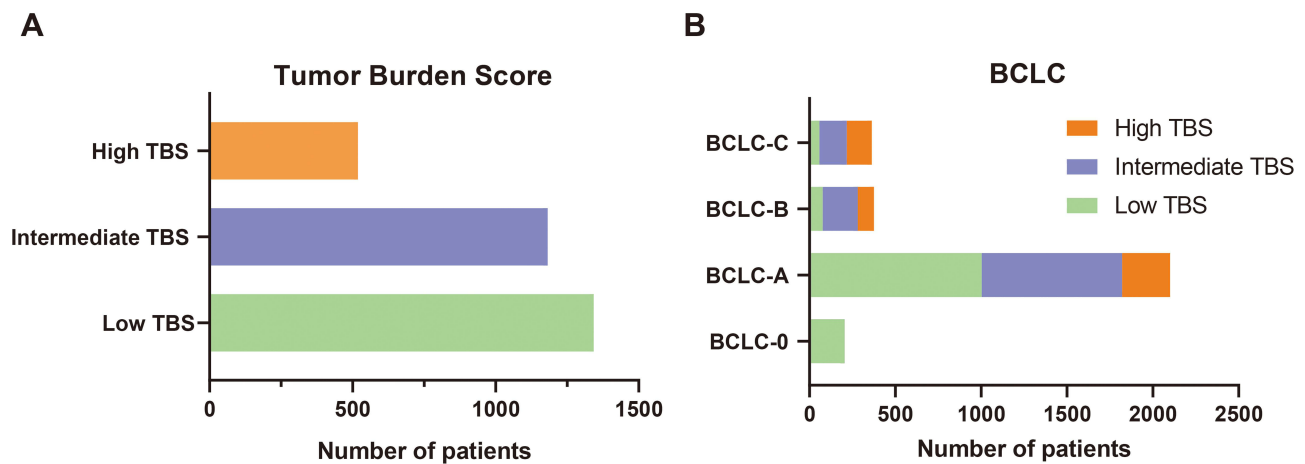 A
Tumor Burden Score
High TBS
Intermediate TBS
Low TBS
0 500 1000 1500
Number of patients
B
BCLC
High TBS
Intermediate TBS
Low TBS
BCLC-C
BCLC-B
BCLC-A
BCLC-0
0 500 1000 1500 2000 2500
Number of patients